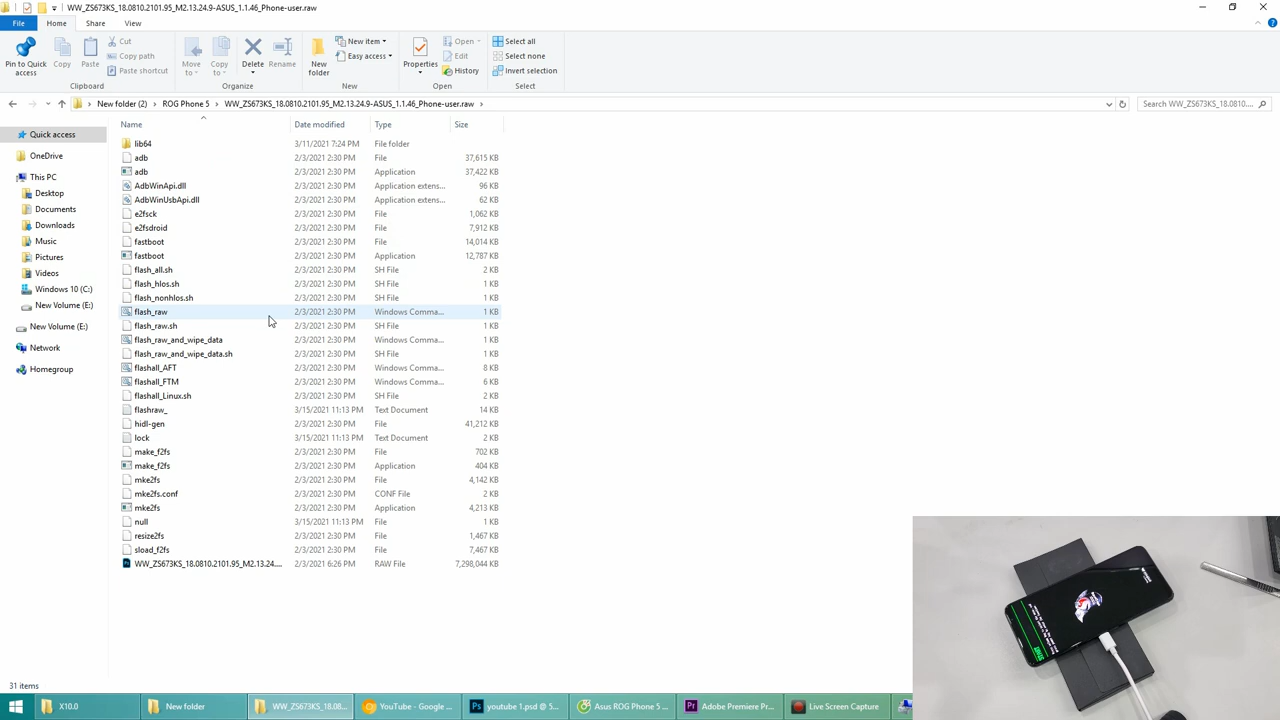 WW_ZS673KS_18.0810.2101.95_M2.13.24.9-ASUS_1.1.46_Phone-user.raw
File Home Share View
Pin to Quick access
Copy
Paste
Cut
Copy path
Paste shortcut
Clipboard
Move to
Copy to
Delete
Rename
Organize
New folder
New item
Easy access
New
Properties
Open
Edit
History
Open
Select all
Select none
Invert selection
Select
New folder (2) ROG Phone 5 WW_ZS673KS_18.0810.2101.95_M2.13.24.9-ASUS_1.1.46_Phone-user.raw
Search WW_ZS673KS_18.0810....
Quick access
OneDrive
This PC
Desktop
Documents
Downloads
Music
Pictures
Videos
Windows 10 (C:)
New Volume (E:)
New Volume (E:)
Network
Homegroup
Name Date modified Type Size
lib64 3/11/2021 7:24 PM File folder
adb 2/3/2021 2:30 PM File 37,615 KB
adb 2/3/2021 2:30 PM Application 37,422 KB
AdbWinApi.dll 2/3/2021 2:30 PM Application extens... 96 KB
AdbWinUsbApi.dll 2/3/2021 2:30 PM Application extens... 62 KB
e2fsck 2/3/2021 2:30 PM File 1,062 KB
e2fsdroid 2/3/2021 2:30 PM File 7,912 KB
fastboot 2/3/2021 2:30 PM File 14,014 KB
fastboot 2/3/2021 2:30 PM Application 12,787 KB
flash_all.sh 2/3/2021 2:30 PM SH File 2 KB
flash_hlos.sh 2/3/2021 2:30 PM SH File 1 KB
flash_nonhlos.sh 2/3/2021 2:30 PM SH File 1 KB
flash_raw 2/3/2021 2:30 PM Windows Comma... 1 KB
flash_raw.sh 2/3/2021 2:30 PM SH File 1 KB
flash_raw_and_wipe_data 2/3/2021 2:30 PM Windows Comma... 1 KB
flash_raw_and_wipe_data.sh 2/3/2021 2:30 PM SH File 1 KB
flashall_AFT 2/3/2021 2:30 PM Windows Comma... 8 KB
flashall_FTM 2/3/2021 2:30 PM Windows Comma... 6 KB
flashall_Linux.sh 2/3/2021 2:30 PM SH File 2 KB
flashraw_ 3/15/2021 11:13 PM Text Document 14 KB
hidl-gen 2/3/2021 2:30 PM File 41,212 KB
lock 3/15/2021 11:13 PM Text Document 2 KB
make_f2fs 2/3/2021 2:30 PM File 702 KB
make_f2fs 2/3/2021 2:30 PM Application 404 KB
mke2fs 2/3/2021 2:30 PM File 4,142 KB
mke2fs.conf 2/3/2021 2:30 PM CONF File 2 KB
mke2fs 2/3/2021 2:30 PM Application 4,213 KB
null 3/15/2021 11:13 PM File 1 KB
resize2fs 2/3/2021 2:30 PM File 1,467 KB
sload_f2fs 2/3/2021 2:30 PM File 7,467 KB
WW_ZS673KS_18.0810.2101.95_M2.13.24.... 2/3/2021 6:26 PM RAW File 7,298,044 KB
START
31 items
X10.0
New folder
WW_ZS673KS_18.08...
YouTube - Google ...
youtube 1.psd @ 5...
Asus ROG Phone 5 ...
Adobe Premiere Pr...
Live Screen Capture